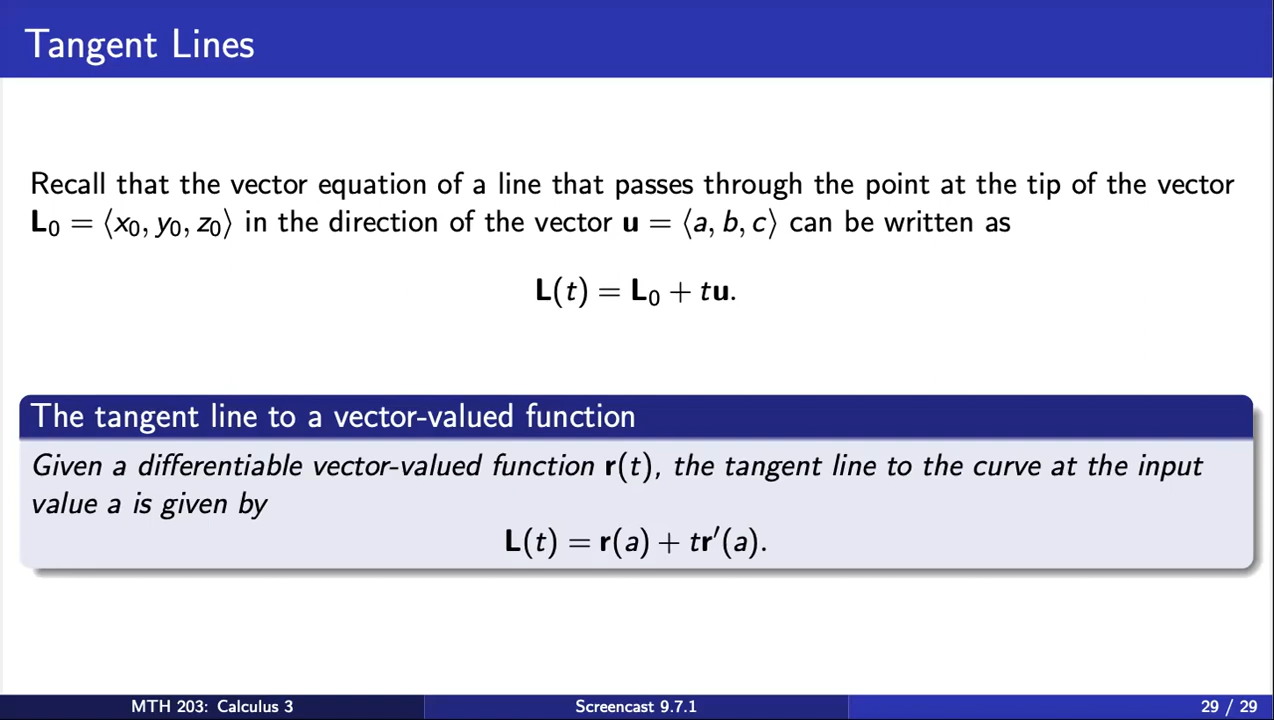 Tangent Lines
Recall that the vector equation of a line that passes through the point at the tip of the vector
L₀ = ⟨x₀, y₀, z₀⟩ in the direction of the vector u = ⟨a, b, c⟩ can be written as
L(t) = L₀ + tu.
The tangent line to a vector-valued function
Given a differentiable vector-valued function r(t), the tangent line to the curve at the input
value a is given by
L(t) = r(a) + tr′(a).
MTH 203: Calculus 3
Screencast 9.7.1
29 / 29